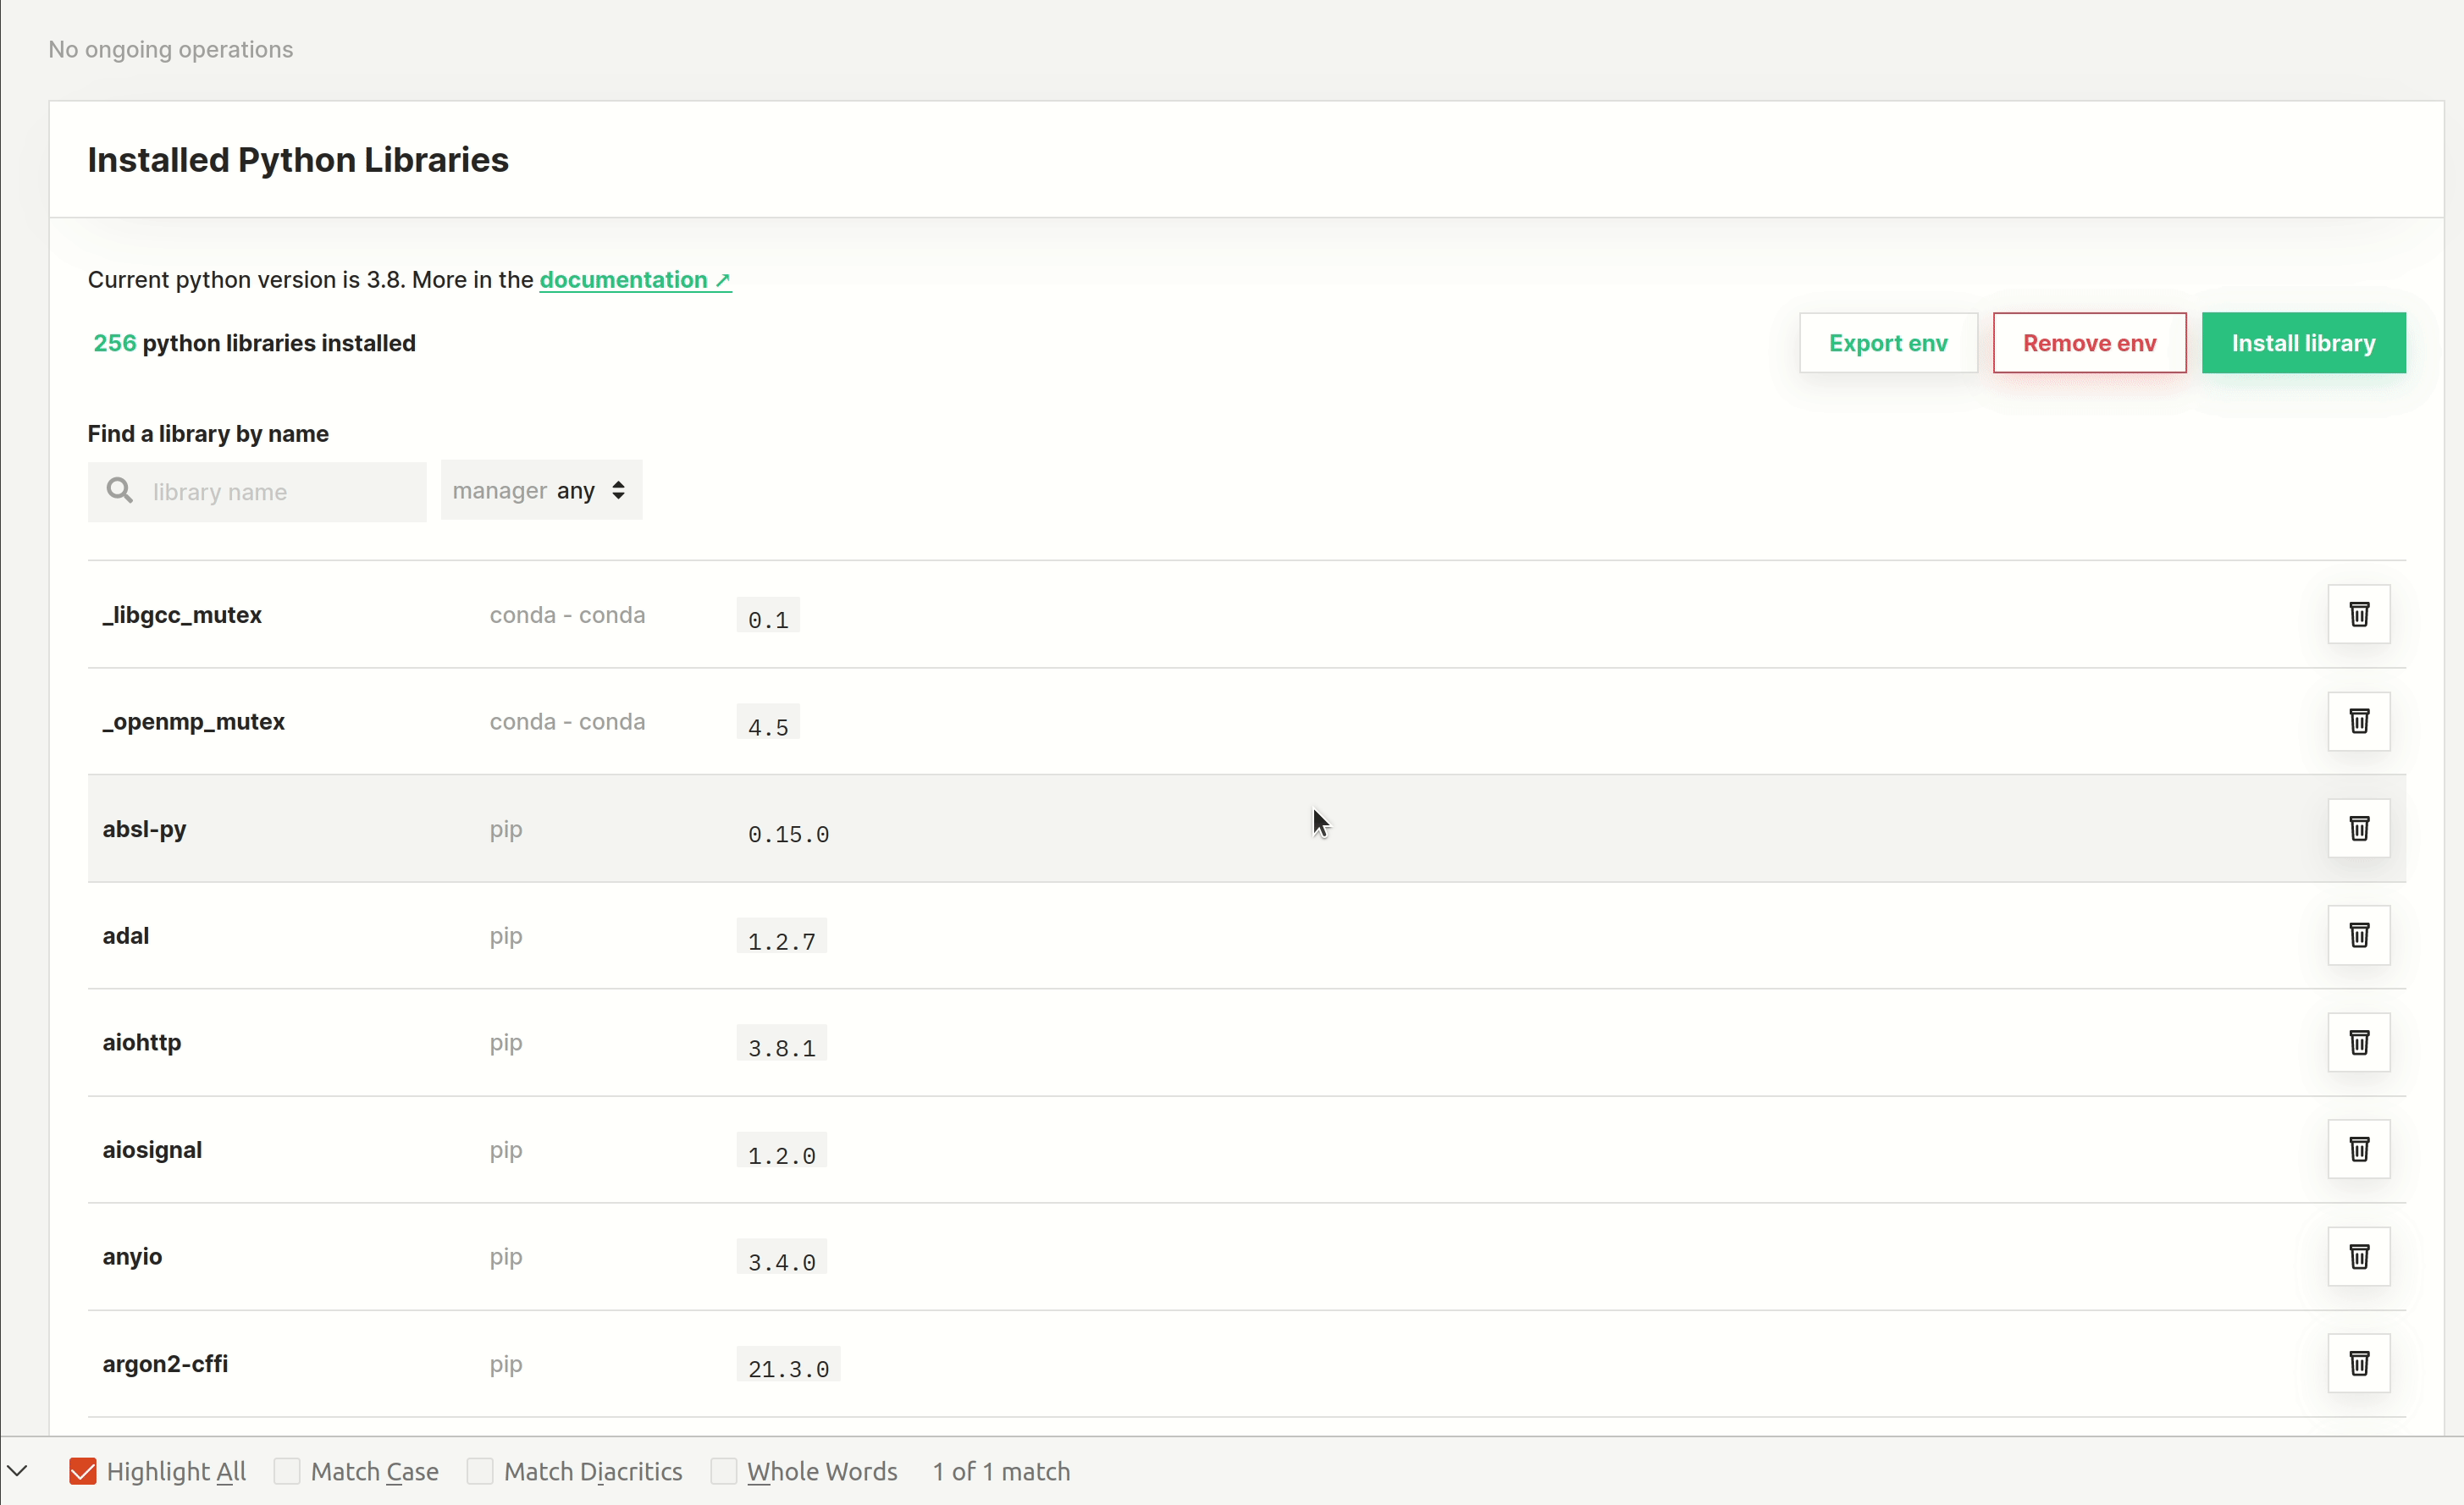 No ongoing operations
Installed Python Libraries
Current python version is 3.8. More in the documentation ↗
256 python libraries installed
Export env
Remove env
Install library
Find a library by name
library name
manager any
_libgcc_mutex conda - conda 0.1
_openmp_mutex conda - conda 4.5
absl-py pip 0.15.0
adal pip 1.2.7
aiohttp pip 3.8.1
aiosignal pip 1.2.0
anyio pip 3.4.0
argon2-cffi pip 21.3.0
Highlight All Match Case Match Diacritics Whole Words 1 of 1 match